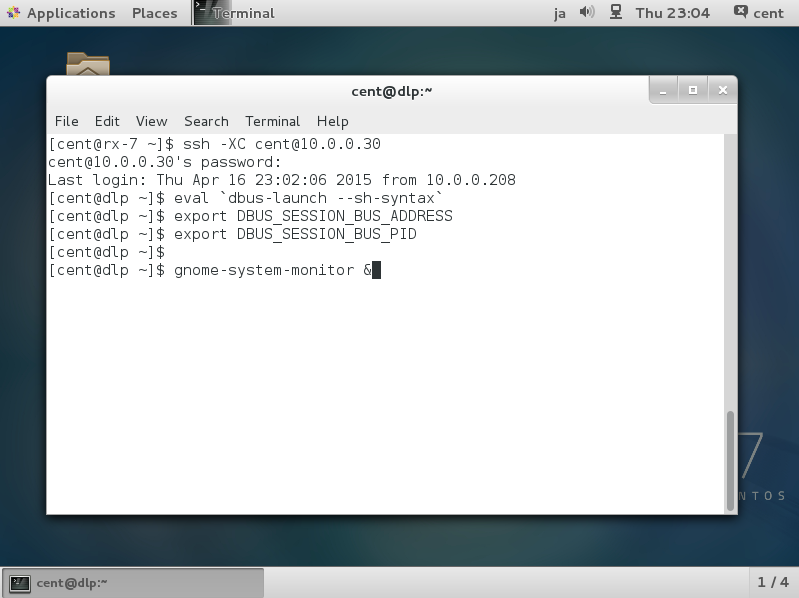 Applications Places Terminal ja Thu 23:04 cent
cent@dlp:~
File Edit View Search Terminal Help
[cent@rx-7 ~]$ ssh -XC cent@10.0.0.30
cent@10.0.0.30's password:
Last login: Thu Apr 16 23:02:06 2015 from 10.0.0.208
[cent@dlp ~]$ eval `dbus-launch --sh-syntax`
[cent@dlp ~]$ export DBUS_SESSION_BUS_ADDRESS
[cent@dlp ~]$ export DBUS_SESSION_BUS_PID
[cent@dlp ~]$
[cent@dlp ~]$ gnome-system-monitor &
7
NTOS
cent@dlp:~ 1 / 4